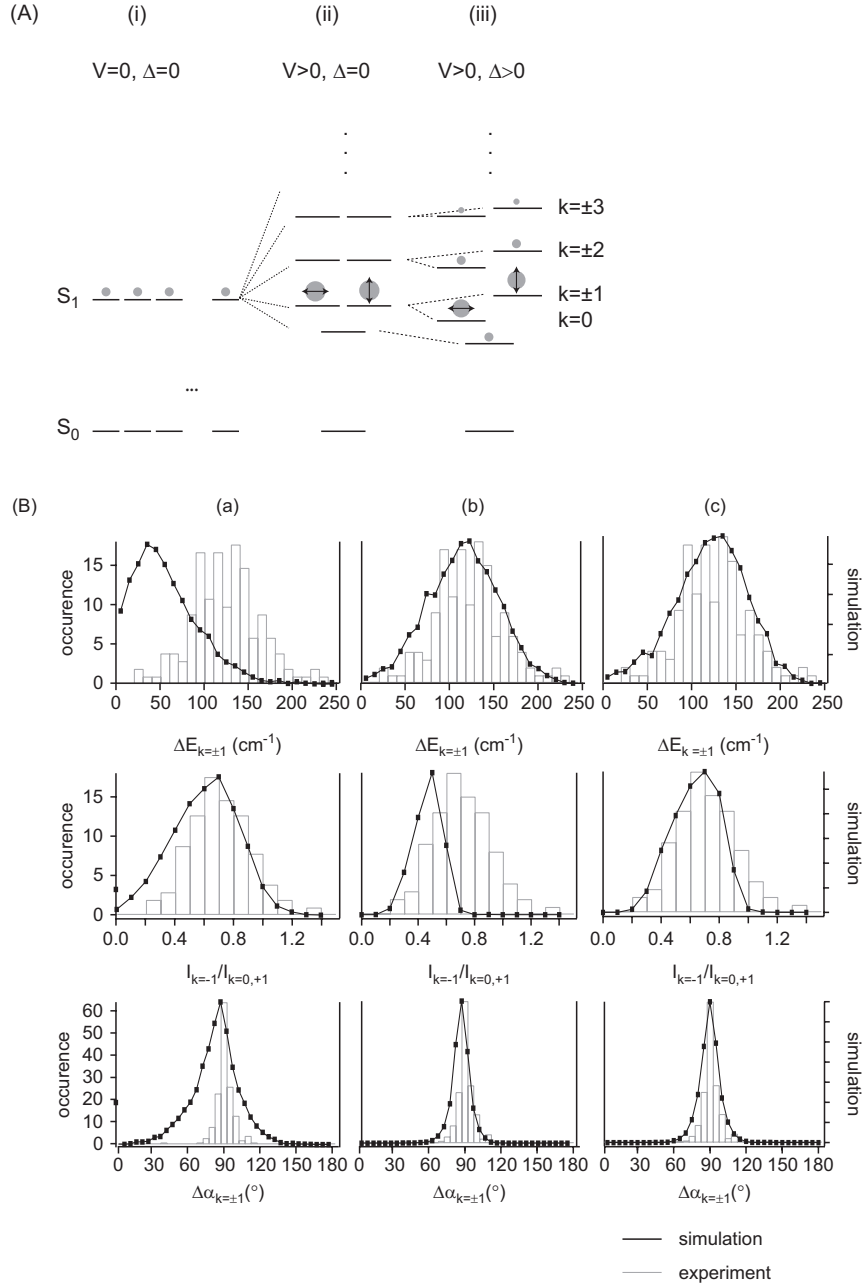 (A) (i) (ii) (iii)
V=0, Δ=0 V>0, Δ=0 V>0, Δ>0
k=±3
k=±2
S1 k=±1
k=0
...
S0
(B) (a) (b) (c)
occurence 15 10 5 0 simulation
0 50 100 150 200 250 0 50 100 150 200 250 0 50 100 150 200 250
ΔEk=±1 (cm-1) ΔEk=±1 (cm-1) ΔEk=±1 (cm-1)
occurence 15 5 0 simulation
0.0 0.4 0.8 1.2 0.0 0.4 0.8 1.2 0.0 0.4 0.8 1.2
Ik=-1/Ik=0,+1 Ik=-1/Ik=0,+1 Ik=-1/Ik=0,+1
occurence 60 50 40 30 20 10 0 simulation
0 30 60 90 120 150 180 0 30 60 90 120 150 180 0 30 60 90 120 150 180
Δαk=±1(°) Δαk=±1(°) Δαk=±1(°)
simulation
experiment